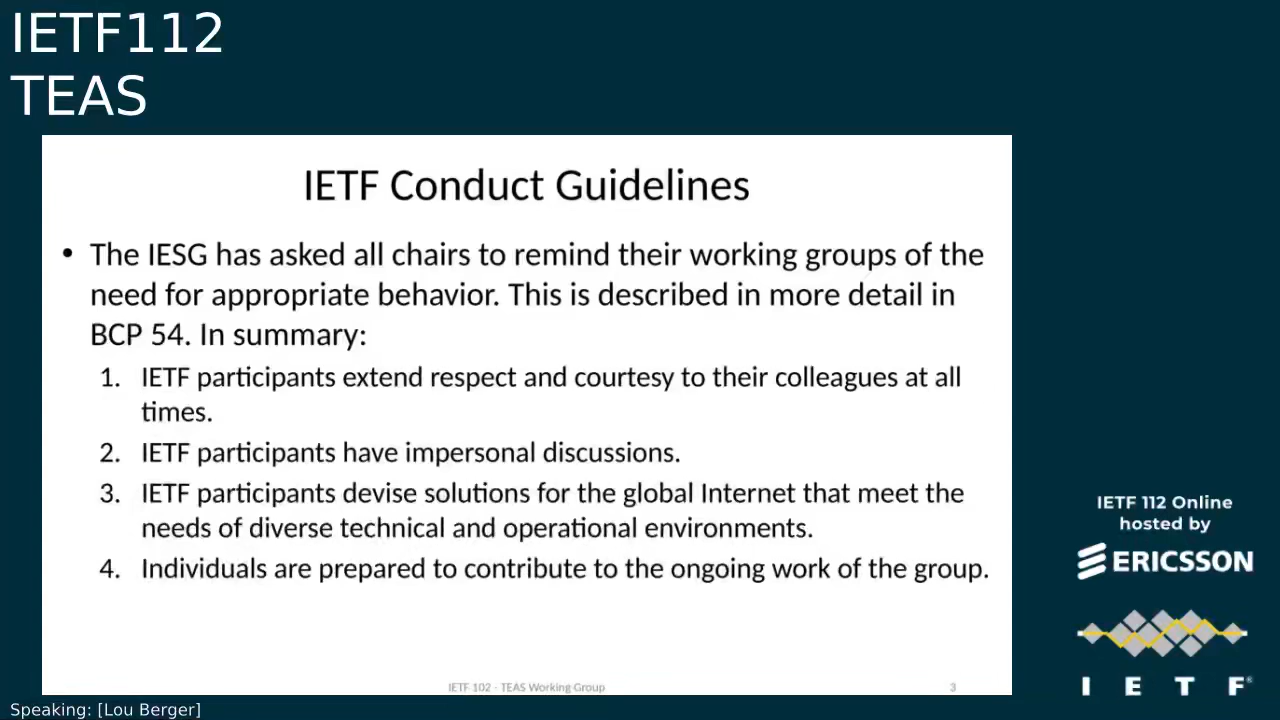 IETF112
TEAS
IETF Conduct Guidelines
• The IESG has asked all chairs to remind their working groups of the
need for appropriate behavior. This is described in more detail in
BCP 54. In summary:
1. IETF participants extend respect and courtesy to their colleagues at all
times.
2. IETF participants have impersonal discussions.
3. IETF participants devise solutions for the global Internet that meet the
needs of diverse technical and operational environments.
4. Individuals are prepared to contribute to the ongoing work of the group.
IETF 102 - TEAS Working Group
3
IETF 112 Online
hosted by
ERICSSON
I E T F®
Speaking: [Lou Berger]